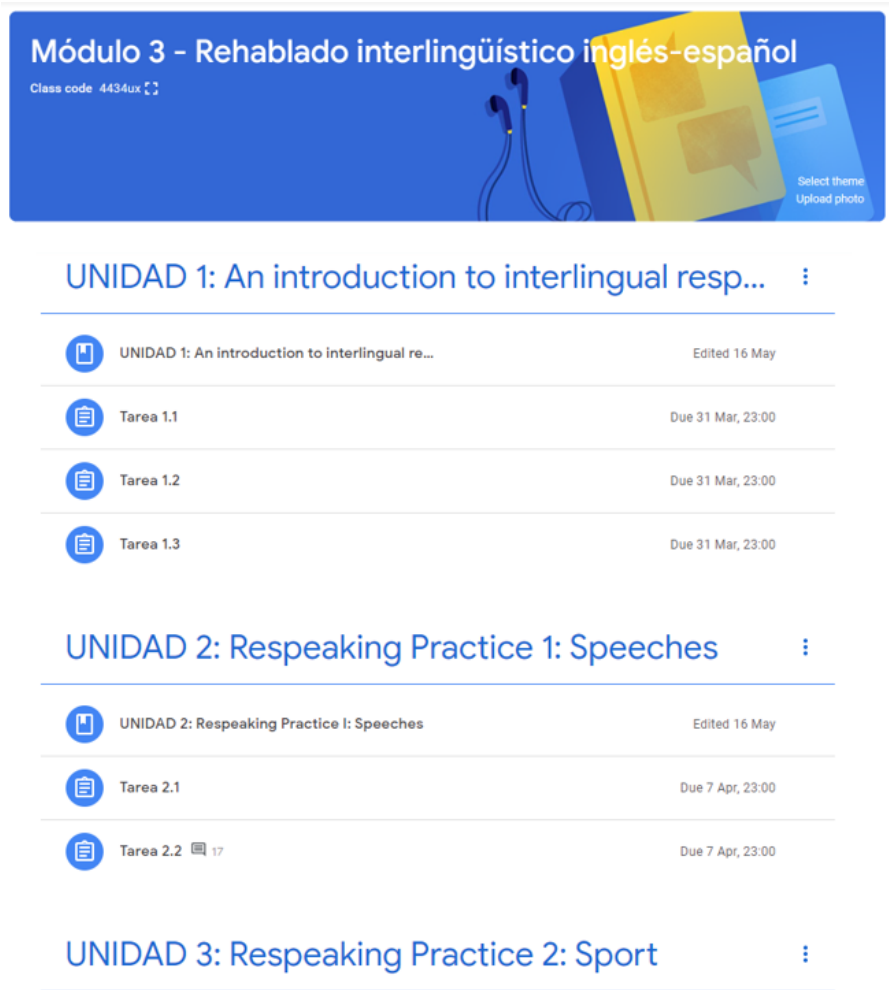 Módulo 3 - Rehablado interlingüístico inglés-español
Class code 4434ux
Select theme
Upload photo
UNIDAD 1: An introduction to interlingual resp...
UNIDAD 1: An introduction to interlingual re... Edited 16 May
Tarea 1.1 Due 31 Mar, 23:00
Tarea 1.2 Due 31 Mar, 23:00
Tarea 1.3 Due 31 Mar, 23:00
UNIDAD 2: Respeaking Practice 1: Speeches
UNIDAD 2: Respeaking Practice I: Speeches Edited 16 May
Tarea 2.1 Due 7 Apr, 23:00
Tarea 2.2 17 Due 7 Apr, 23:00
UNIDAD 3: Respeaking Practice 2: Sport